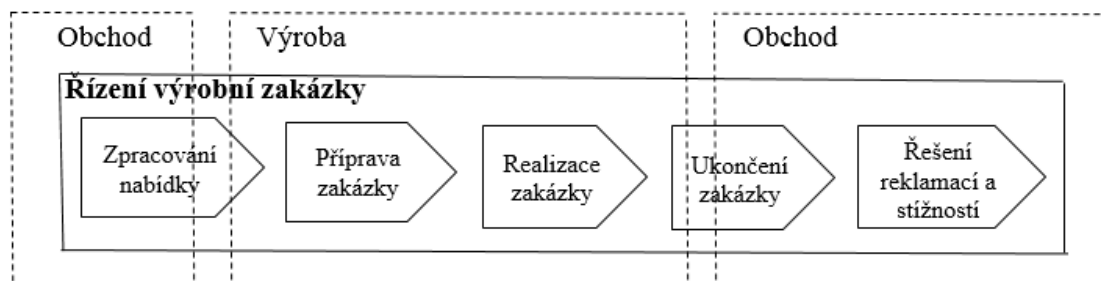 Obchod
Výroba
Obchod
Řízení výrobní zakázky
Zpracování
nabídky
Příprava
zakázky
Realizace
zakázky
Ukončení
zakázky
Řešení
reklamací a
stížností